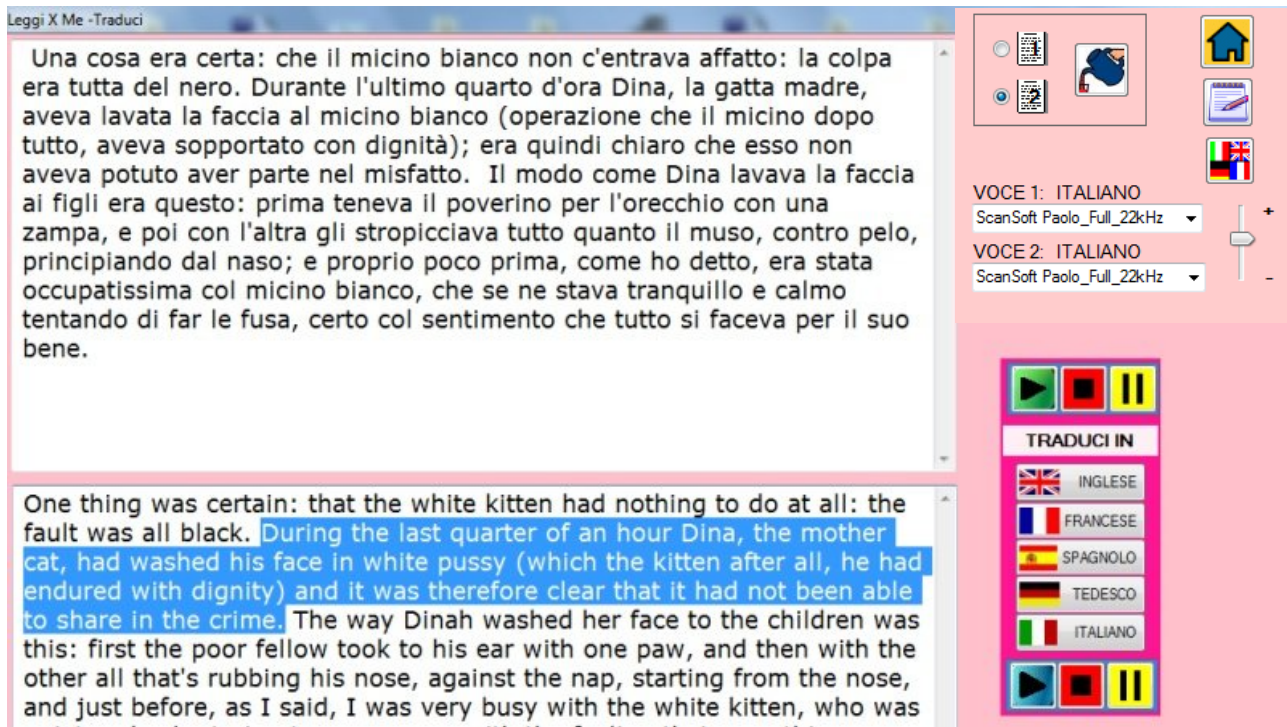 Leggi X Me -Traduci
Una cosa era certa: che il micino bianco non c'entrava affatto: la colpa
era tutta del nero. Durante l'ultimo quarto d'ora Dina, la gatta madre,
aveva lavata la faccia al micino bianco (operazione che il micino dopo
tutto, aveva sopportato con dignità); era quindi chiaro che esso non
aveva potuto aver parte nel misfatto.  Il modo come Dina lavava la faccia
ai figli era questo: prima teneva il poverino per l'orecchio con una
zampa, e poi con l'altra gli stropicciava tutto quanto il muso, contro pelo,
principiando dal naso; e proprio poco prima, come ho detto, era stata
occupatissima col micino bianco, che se ne stava tranquillo e calmo
tentando di far le fusa, certo col sentimento che tutto si faceva per il suo
bene.
One thing was certain: that the white kitten had nothing to do at all: the
fault was all black. During the last quarter of an hour Dina, the mother
cat, had washed his face in white pussy (which the kitten after all, he had
endured with dignity) and it was therefore clear that it had not been able
to share in the crime. The way Dinah washed her face to the children was
this: first the poor fellow took to his ear with one paw, and then with the
other all that's rubbing his nose, against the nap, starting from the nose,
and just before, as I said, I was very busy with the white kitten, who was
1
2
VOCE 1: ITALIANO
ScanSoft Paolo_Full_22kHz
+
VOCE 2: ITALIANO
ScanSoft Paolo_Full_22kHz
-
TRADUCI IN
INGLESE
FRANCESE
SPAGNOLO
TEDESCO
ITALIANO